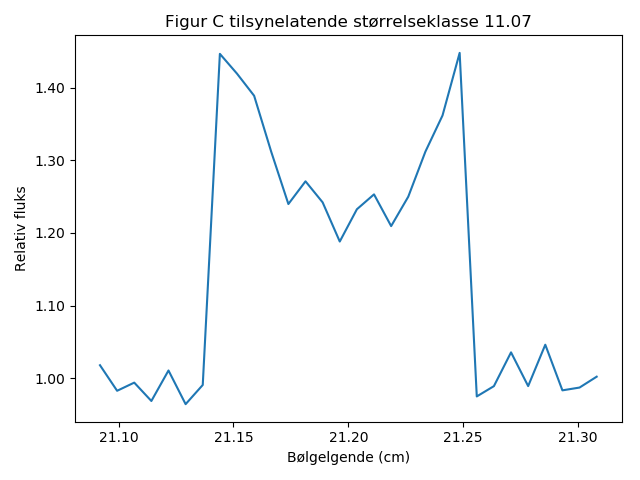 Figur C tilsynelatende størrelseklasse 11.07
1.40
1.30
1.20
1.10
1.00
Relativ fluks
21.10 21.15 21.20 21.25 21.30
Bølgelgende (cm)